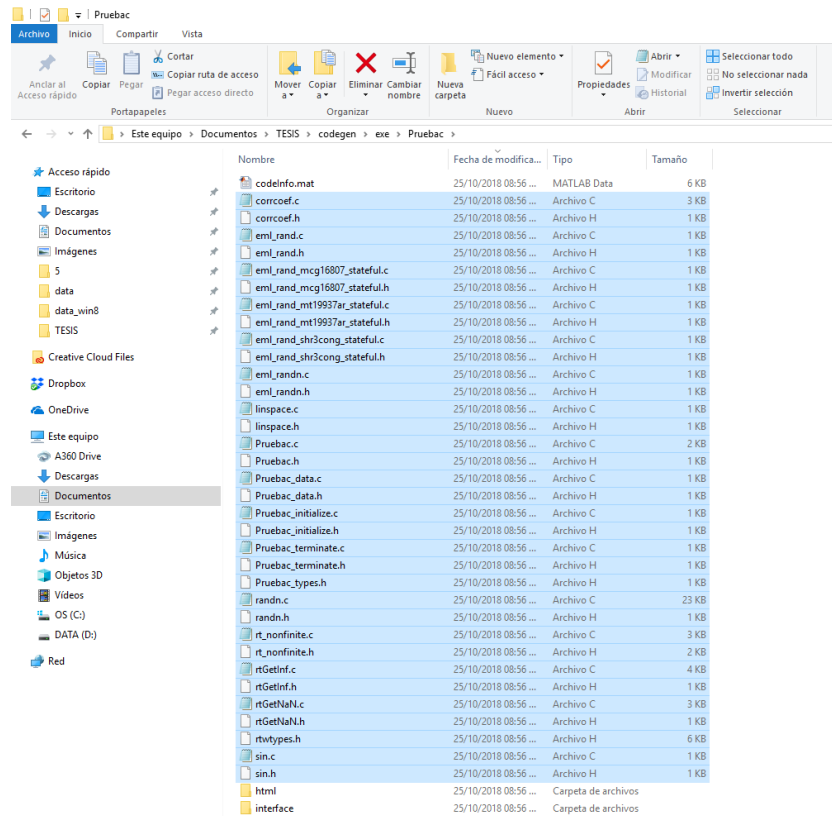 Pruebac
Archivo Inicio Compartir Vista
Anclar al Acceso rápido
Copiar
Pegar
Cortar
Copiar ruta de acceso
Pegar acceso directo
Portapapeles
Mover a
Copiar a
Eliminar
Cambiar nombre
Organizar
Nueva carpeta
Nuevo elemento
Fácil acceso
Nuevo
Propiedades
Abrir
Modificar
Historial
Abrir
Seleccionar todo
No seleccionar nada
Invertir selección
Seleccionar
Este equipo > Documentos > TESIS > codegen > exe > Pruebac >
Acceso rápido
Escritorio
Descargas
Documentos
Imágenes
5
data
data_win8
TESIS
Creative Cloud Files
Dropbox
OneDrive
Este equipo
A360 Drive
Descargas
Documentos
Escritorio
Imágenes
Música
Objetos 3D
Vídeos
OS (C:)
DATA (D:)
Red
Nombre Fecha de modifica... Tipo Tamaño
codeInfo.mat 25/10/2018 08:56 ... MATLAB Data 6 KB
corrcoef.c 25/10/2018 08:56 ... Archivo C 3 KB
corrcoef.h 25/10/2018 08:56 ... Archivo H 1 KB
eml_rand.c 25/10/2018 08:56 ... Archivo C 1 KB
eml_rand.h 25/10/2018 08:56 ... Archivo H 1 KB
eml_rand_mcg16807_stateful.c 25/10/2018 08:56 ... Archivo C 1 KB
eml_rand_mcg16807_stateful.h 25/10/2018 08:56 ... Archivo H 1 KB
eml_rand_mt19937ar_stateful.c 25/10/2018 08:56 ... Archivo C 1 KB
eml_rand_mt19937ar_stateful.h 25/10/2018 08:56 ... Archivo H 1 KB
eml_rand_shr3cong_stateful.c 25/10/2018 08:56 ... Archivo C 1 KB
eml_rand_shr3cong_stateful.h 25/10/2018 08:56 ... Archivo H 1 KB
eml_randn.c 25/10/2018 08:56 ... Archivo C 1 KB
eml_randn.h 25/10/2018 08:56 ... Archivo H 1 KB
linspace.c 25/10/2018 08:56 ... Archivo C 1 KB
linspace.h 25/10/2018 08:56 ... Archivo H 1 KB
Pruebac.c 25/10/2018 08:56 ... Archivo C 2 KB
Pruebac.h 25/10/2018 08:56 ... Archivo H 1 KB
Pruebac_data.c 25/10/2018 08:56 ... Archivo C 1 KB
Pruebac_data.h 25/10/2018 08:56 ... Archivo H 1 KB
Pruebac_initialize.c 25/10/2018 08:56 ... Archivo C 1 KB
Pruebac_initialize.h 25/10/2018 08:56 ... Archivo H 1 KB
Pruebac_terminate.c 25/10/2018 08:56 ... Archivo C 1 KB
Pruebac_terminate.h 25/10/2018 08:56 ... Archivo H 1 KB
Pruebac_types.h 25/10/2018 08:56 ... Archivo H 1 KB
randn.c 25/10/2018 08:56 ... Archivo C 23 KB
randn.h 25/10/2018 08:56 ... Archivo H 1 KB
rt_nonfinite.c 25/10/2018 08:56 ... Archivo C 3 KB
rt_nonfinite.h 25/10/2018 08:56 ... Archivo H 2 KB
rtGetInf.c 25/10/2018 08:56 ... Archivo C 4 KB
rtGetInf.h 25/10/2018 08:56 ... Archivo H 1 KB
rtGetNaN.c 25/10/2018 08:56 ... Archivo C 3 KB
rtGetNaN.h 25/10/2018 08:56 ... Archivo H 1 KB
rtwtypes.h 25/10/2018 08:56 ... Archivo H 6 KB
sin.c 25/10/2018 08:56 ... Archivo C 1 KB
sin.h 25/10/2018 08:56 ... Archivo H 1 KB
html 25/10/2018 08:56 ... Carpeta de archivos
interface 25/10/2018 08:56 ... Carpeta de archivos